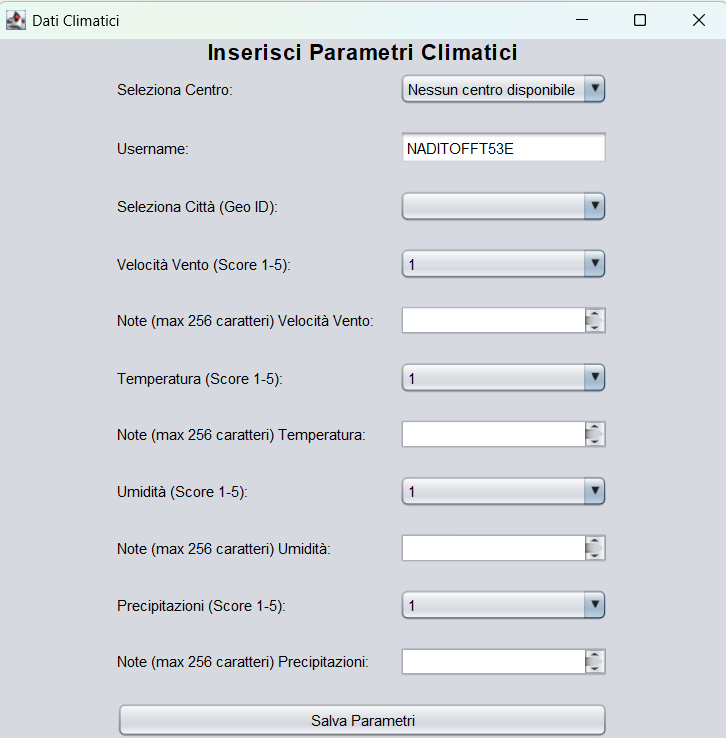 Dati Climatici
Inserisci Parametri Climatici
Seleziona Centro: Nessun centro disponibile
Username: NADITOFFT53E
Seleziona Città (Geo ID):
Velocità Vento (Score 1-5): 1
Note (max 256 caratteri) Velocità Vento:
Temperatura (Score 1-5): 1
Note (max 256 caratteri) Temperatura:
Umidità (Score 1-5): 1
Note (max 256 caratteri) Umidità:
Precipitazioni (Score 1-5): 1
Note (max 256 caratteri) Precipitazioni:
Salva Parametri